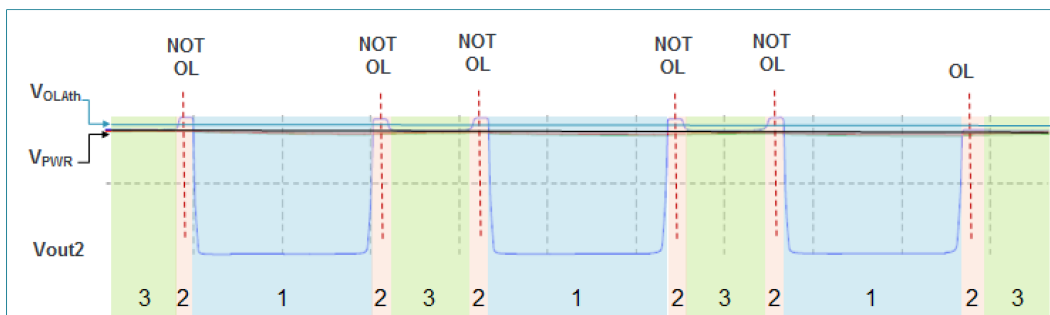 NOT
OL
NOT
OL
NOT
OL
NOT
OL
NOT
OL
OL
VOLAth
VPWR
Vout2
3 2 1 2 3 2 1 2 3 2 1 2 3